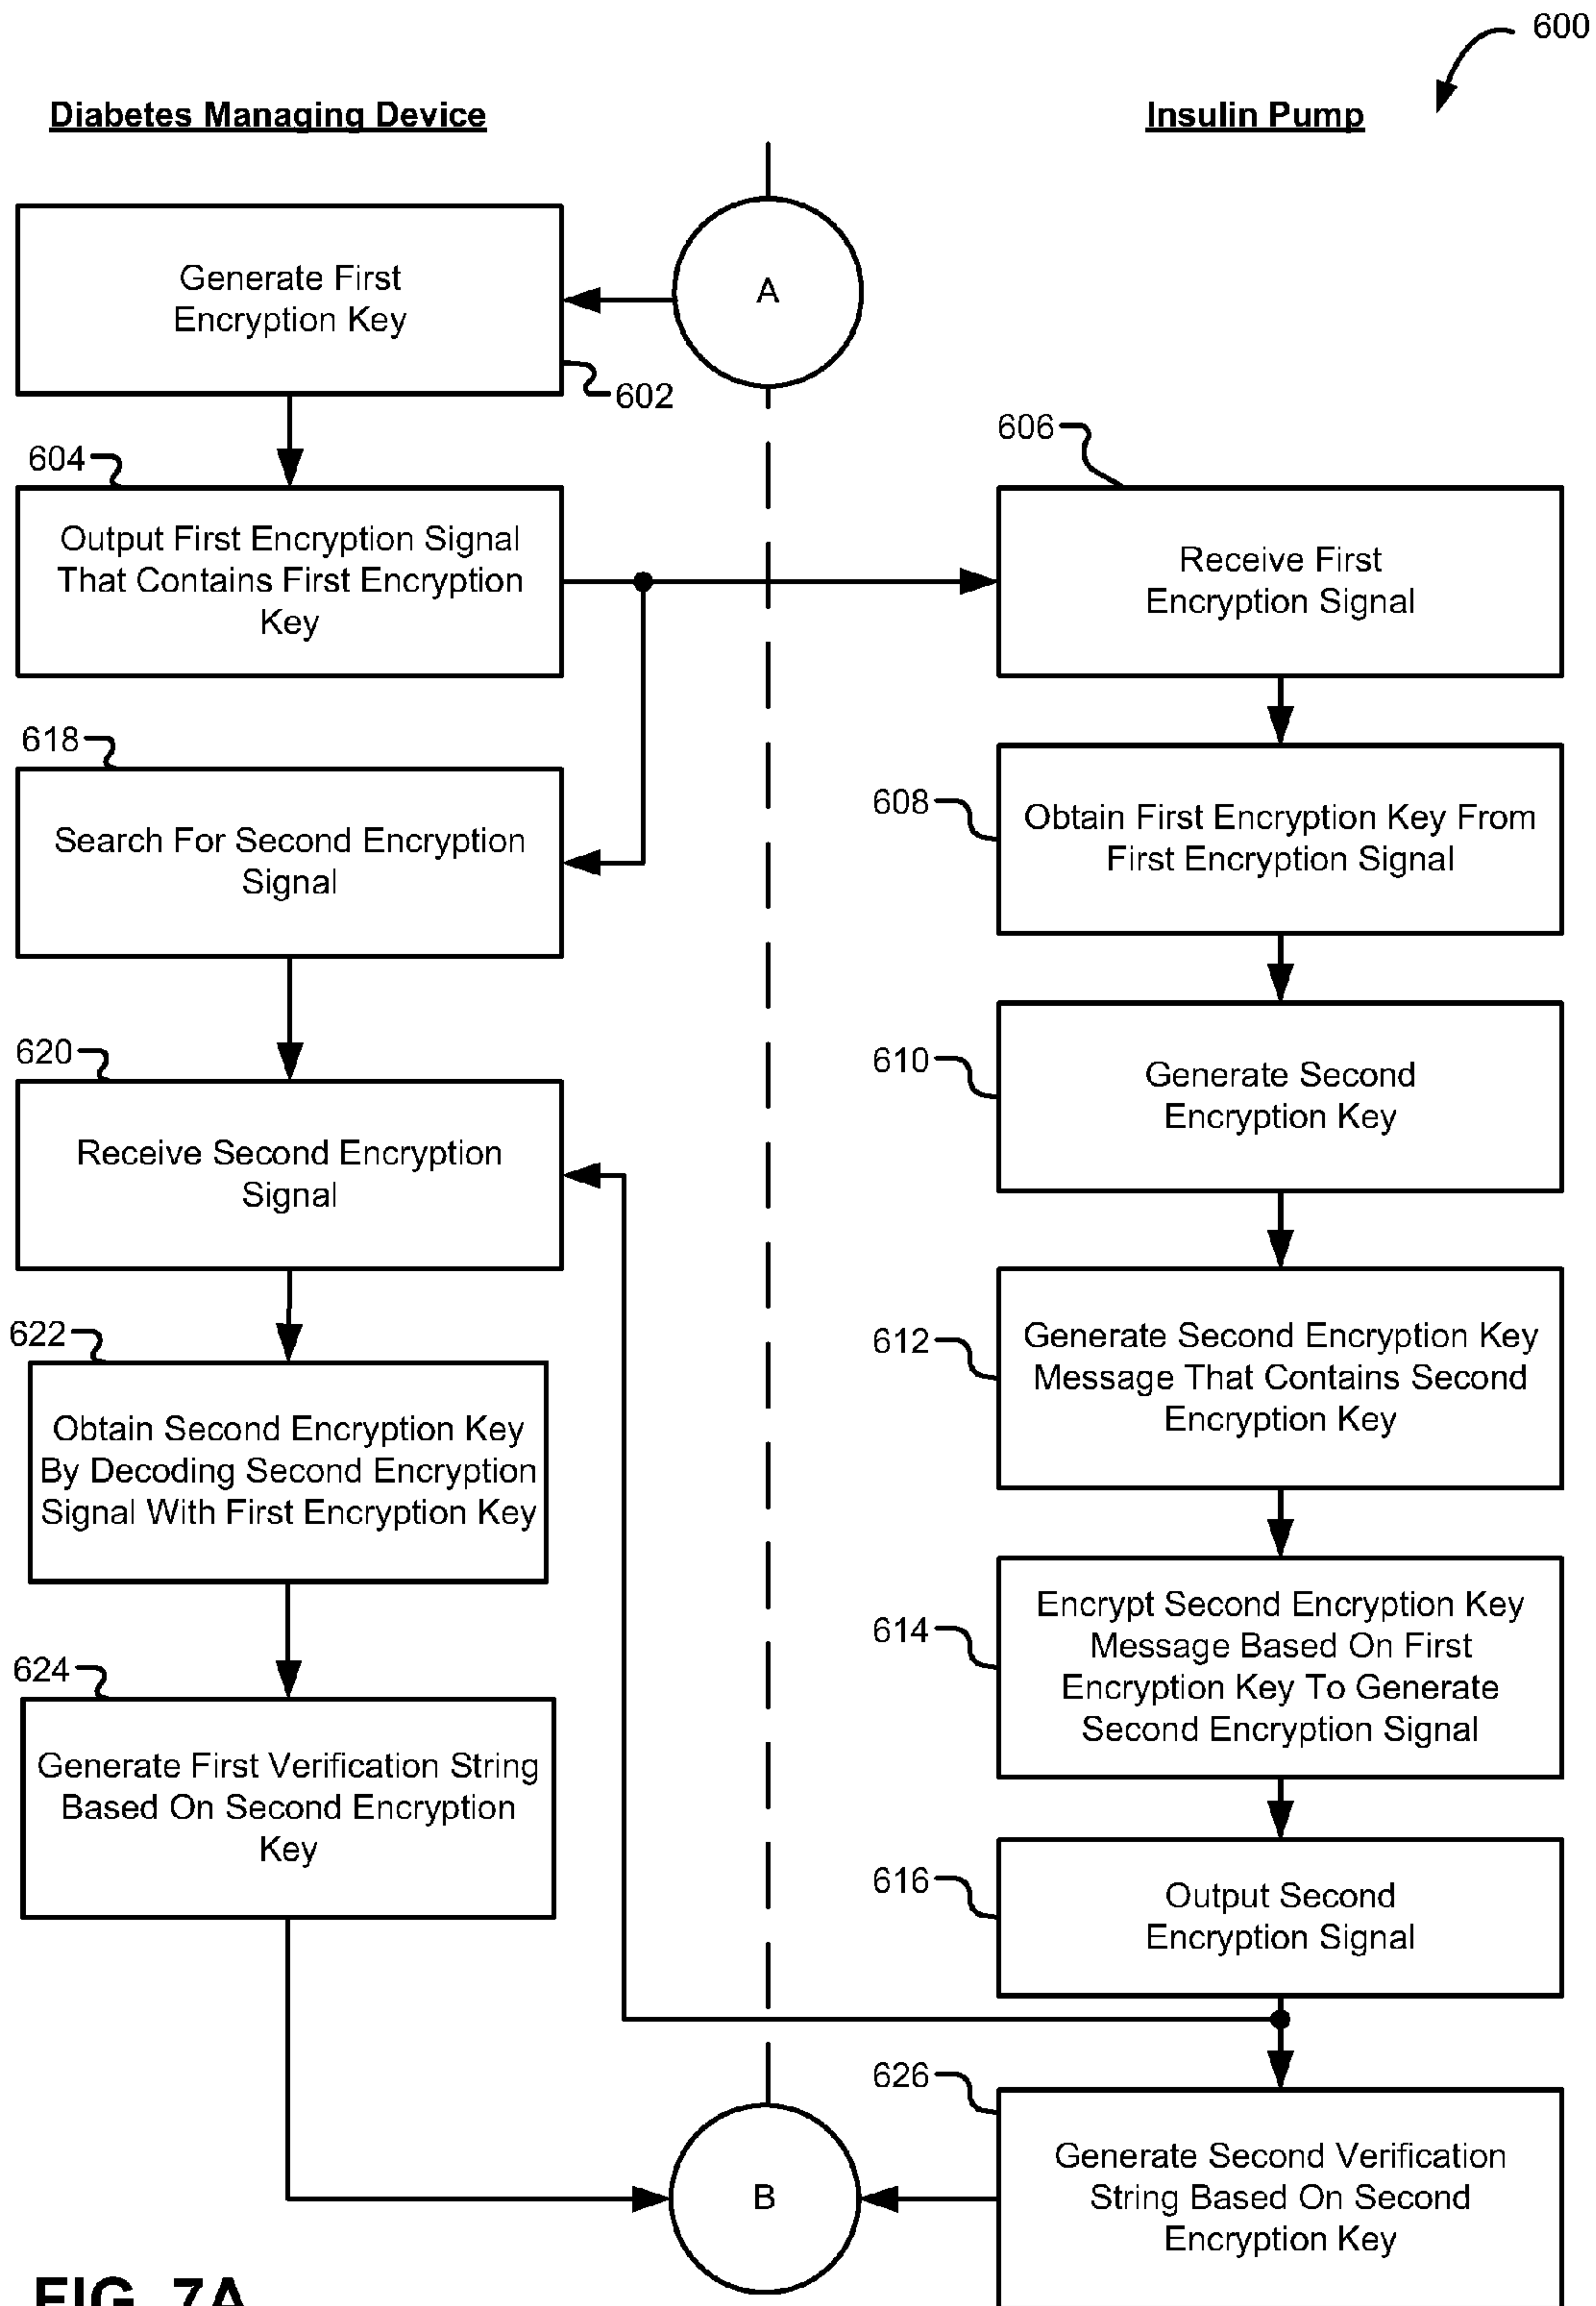 600
Diabetes Managing Device
Insulin Pump
A
Generate First
Encryption Key
602
604
Output First Encryption Signal
That Contains First Encryption
Key
606
Receive First
Encryption Signal
618
Search For Second Encryption
Signal
608
Obtain First Encryption Key From
First Encryption Signal
620
Receive Second Encryption
Signal
610
Generate Second
Encryption Key
622
Obtain Second Encryption Key
By Decoding Second Encryption
Signal With First Encryption Key
612
Generate Second Encryption Key
Message That Contains Second
Encryption Key
624
Generate First Verification String
Based On Second Encryption
Key
614
Encrypt Second Encryption Key
Message Based On First
Encryption Key To Generate
Second Encryption Signal
616
Output Second
Encryption Signal
626
Generate Second Verification
String Based On Second
Encryption Key
B
FIG. 7A